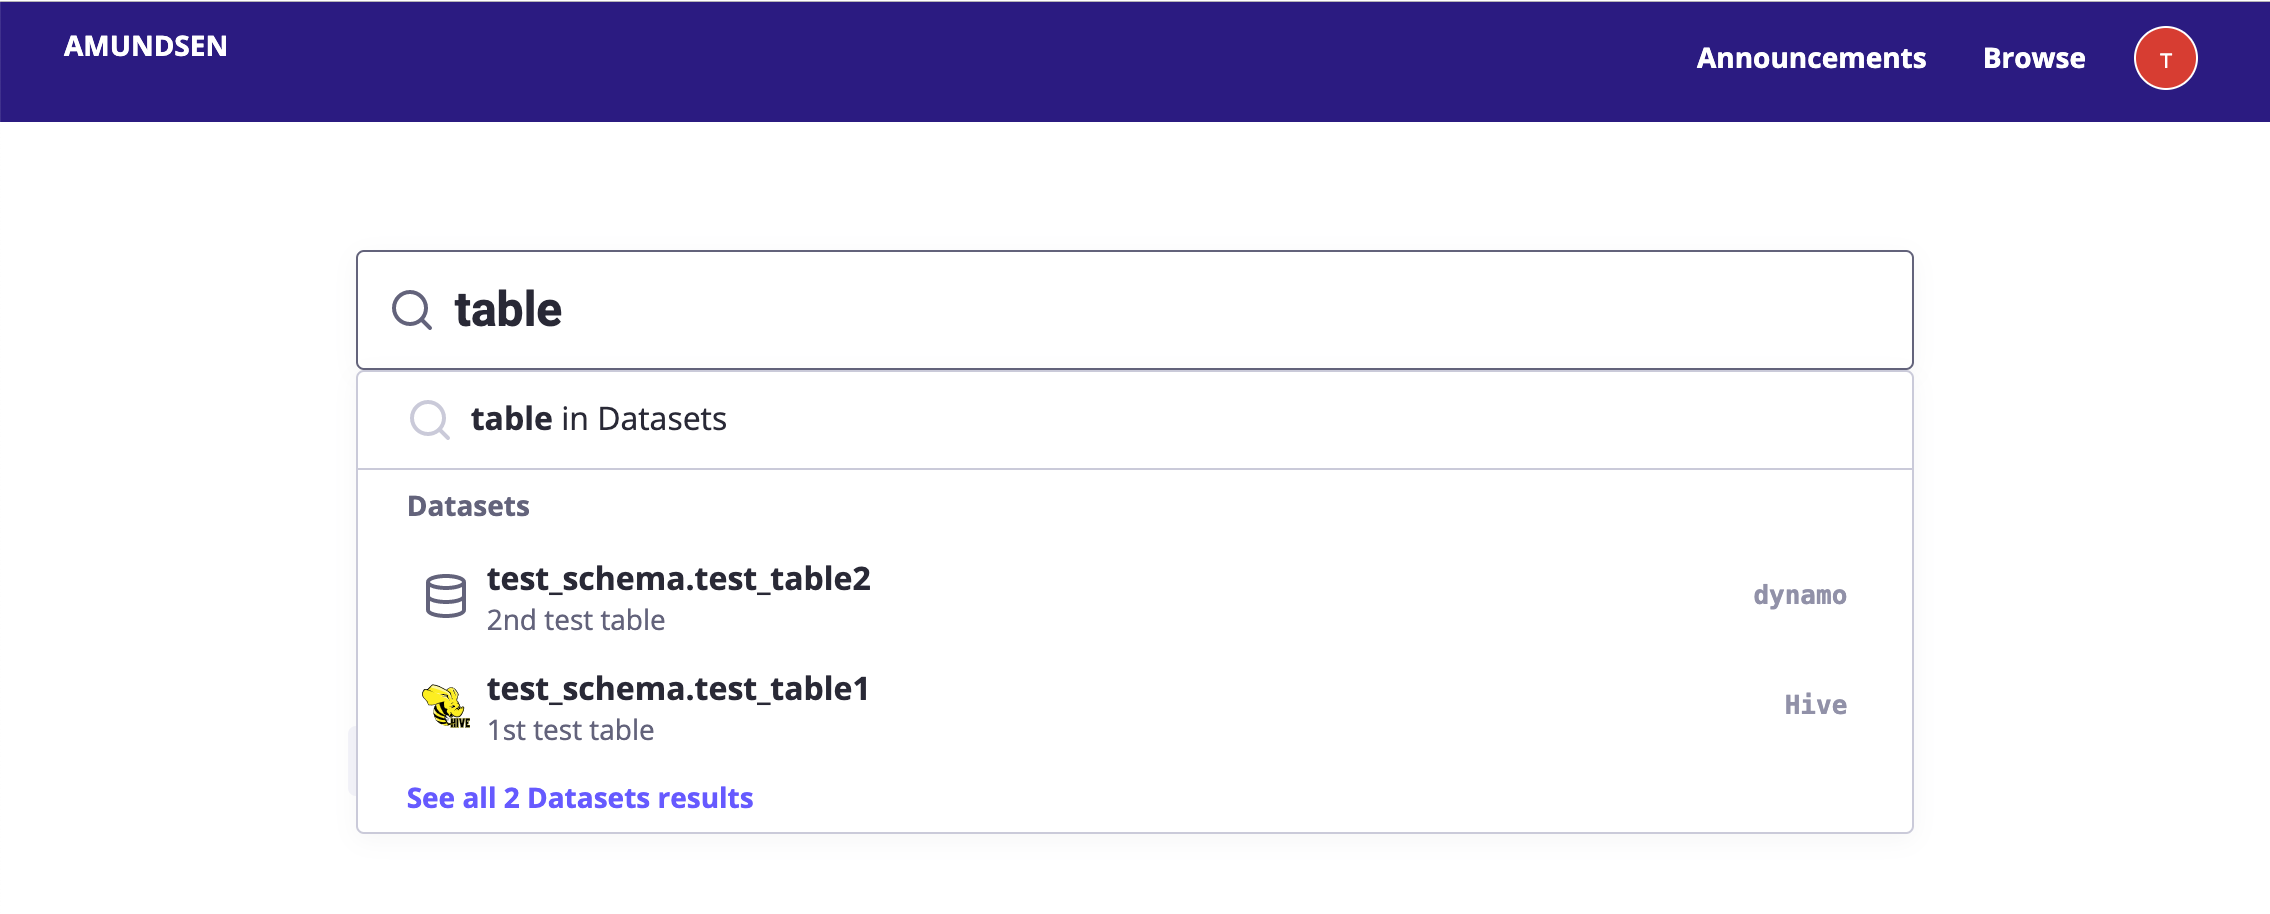 AMUNDSEN
Announcements Browse T
table
table in Datasets
Datasets
test_schema.test_table2
2nd test table
dynamo
HIVE
test_schema.test_table1
1st test table
Hive
See all 2 Datasets results